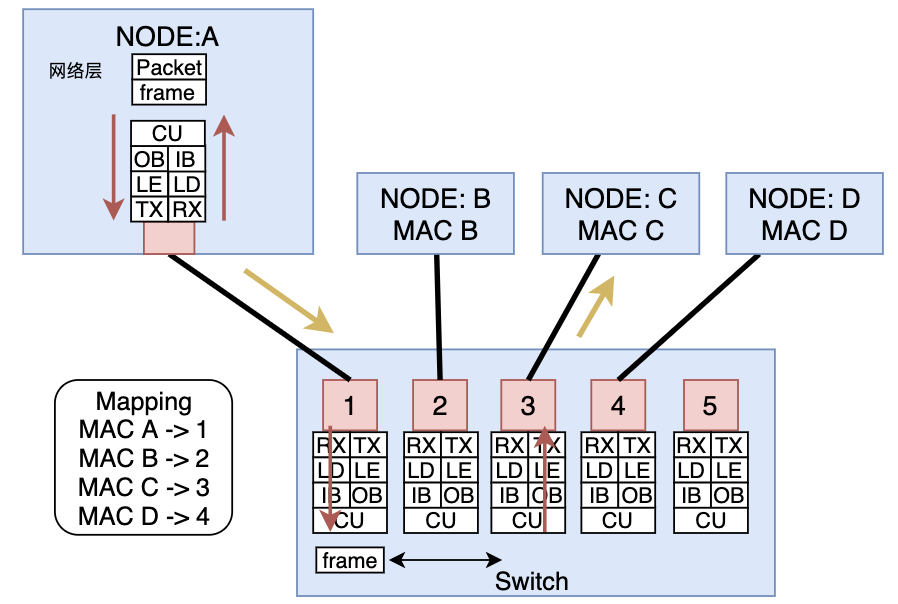 NODE:A
网络层
Packet
frame
CU
OB IB
LE LD
TX RX
NODE: B
MAC B
NODE: C
MAC C
NODE: D
MAC D
Mapping
MAC A -> 1
MAC B -> 2
MAC C -> 3
MAC D -> 4
1 2 3 4 5
RX TX RX TX RX TX RX TX RX TX
LD LE LD LE LD LE LD LE LD LE
IB OB IB OB IB OB IB OB IB OB
CU CU CU CU CU
frame
Switch